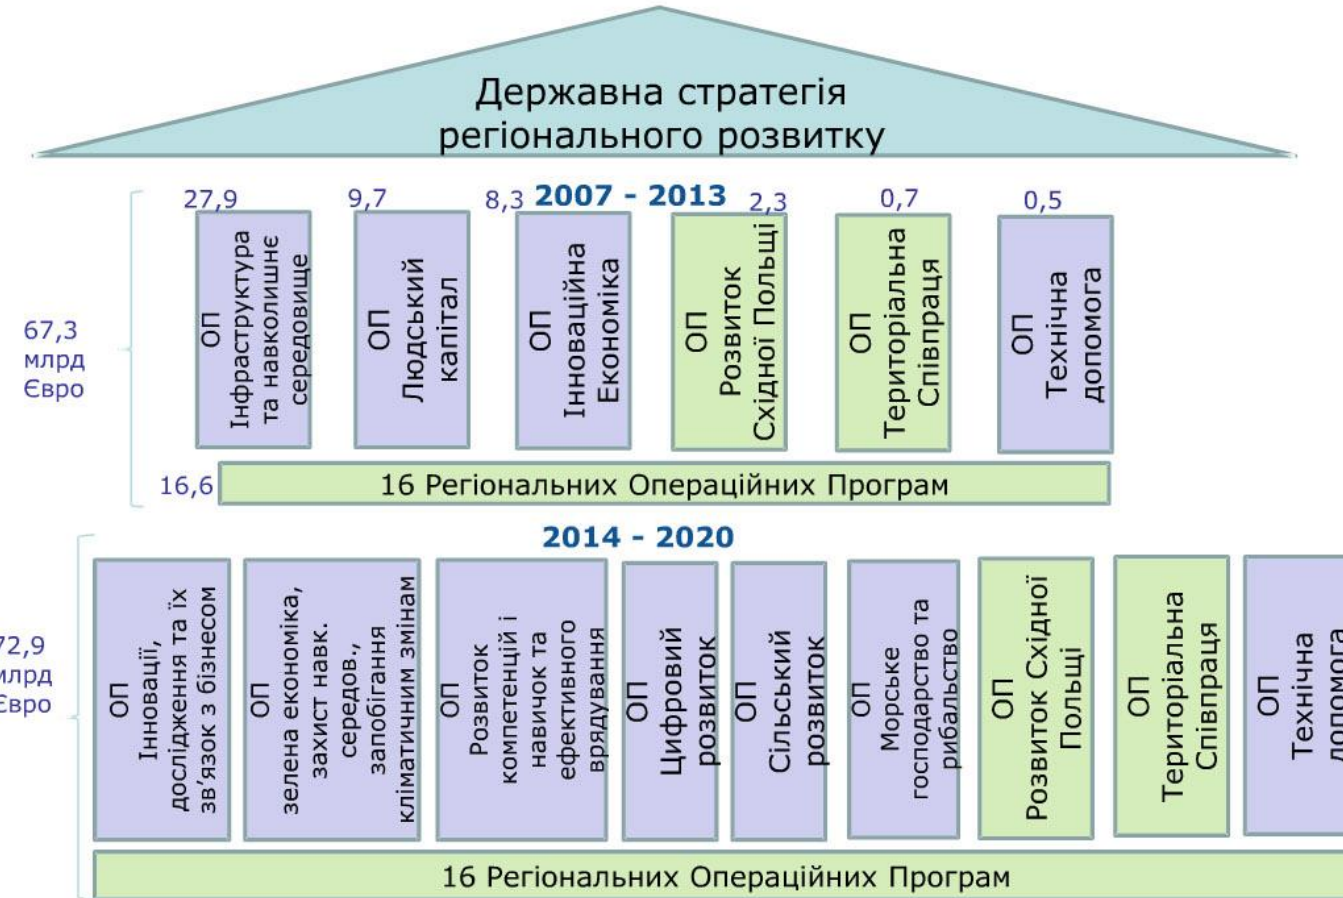 Державна стратегія
регіонального розвитку
2007 - 2013
27,9
9,7
8,3
2,3
0,7
0,5
67,3
млрд
Євро
ОП
Інфраструктура
та навколишнє
середовище
ОП
Людський
капітал
ОП
Інноваційна
Економіка
ОП
Розвиток
Східної Польщі
ОП
Територіальна
Співпраця
ОП
Технічна
допомога
16,6
16 Регіональних Операційних Програм
2014 - 2020
72,9
млрд
Євро
ОП
Інновації,
дослідження та їх
зв’язок з бізнесом
ОП
зелена економіка,
захист навк.
середов.,
запобігання
кліматичним змінам
ОП
Розвиток
компетенцій і
навичок та
ефективного
врядування
ОП
Цифровий
розвиток
ОП
Сільський
розвиток
ОП
Морське
господарство та
рибальство
ОП
Розвиток Східної
Польщі
ОП
Територіальна
Співпраця
ОП
Технічна
допомога
16 Регіональних Операційних Програм